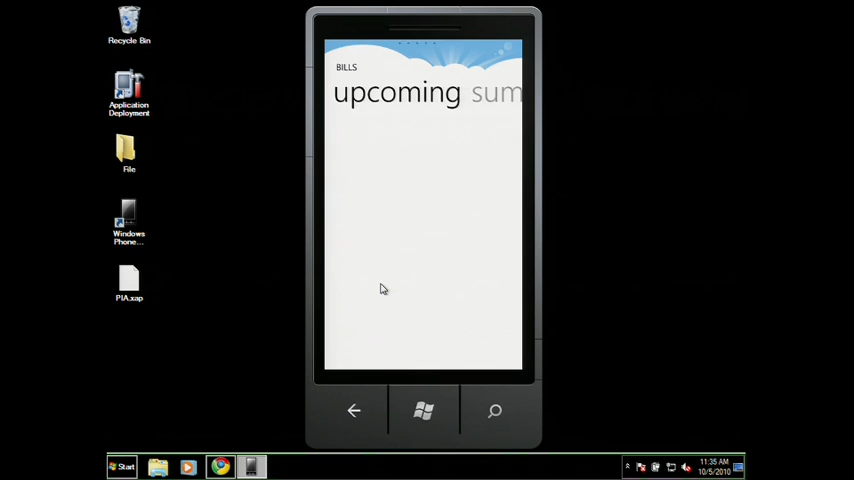 Recycle Bin
Application
Deployment
File
Windows
Phone...
PIA.xap
BILLS
upcoming sum
Start
11:35 AM
10/5/2010